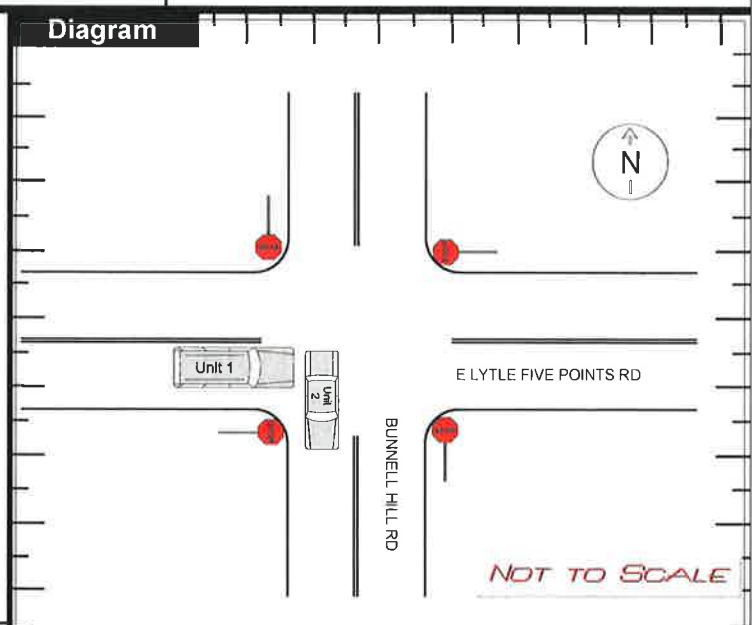 Diagram
N
Unit 1
Unit
2
E LYTLE FIVE POINTS RD
BUNNELL HILL RD
NOT TO SCALE